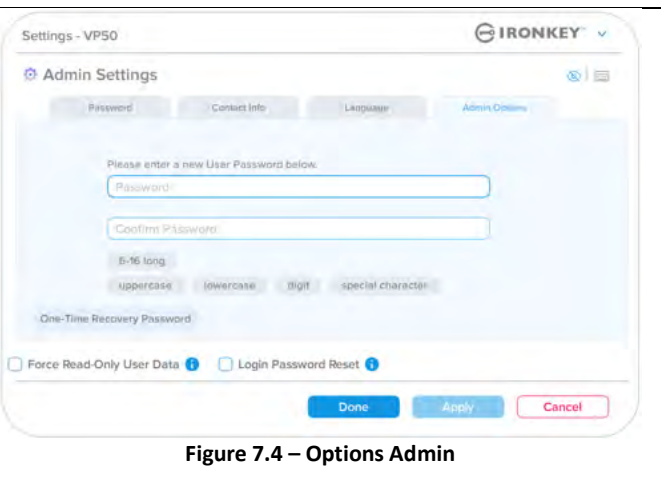 Settings - VP50
IRONKEY
Admin Settings
Password Contact Info Language Admin Options
Please enter a new User Password below.
Password
Confirm Password
6-16 long
uppercase lowercase digit special character
One-Time Recovery Password
Force Read-Only User Data Login Password Reset
Done Apply Cancel
Figure 7.4 – Options Admin